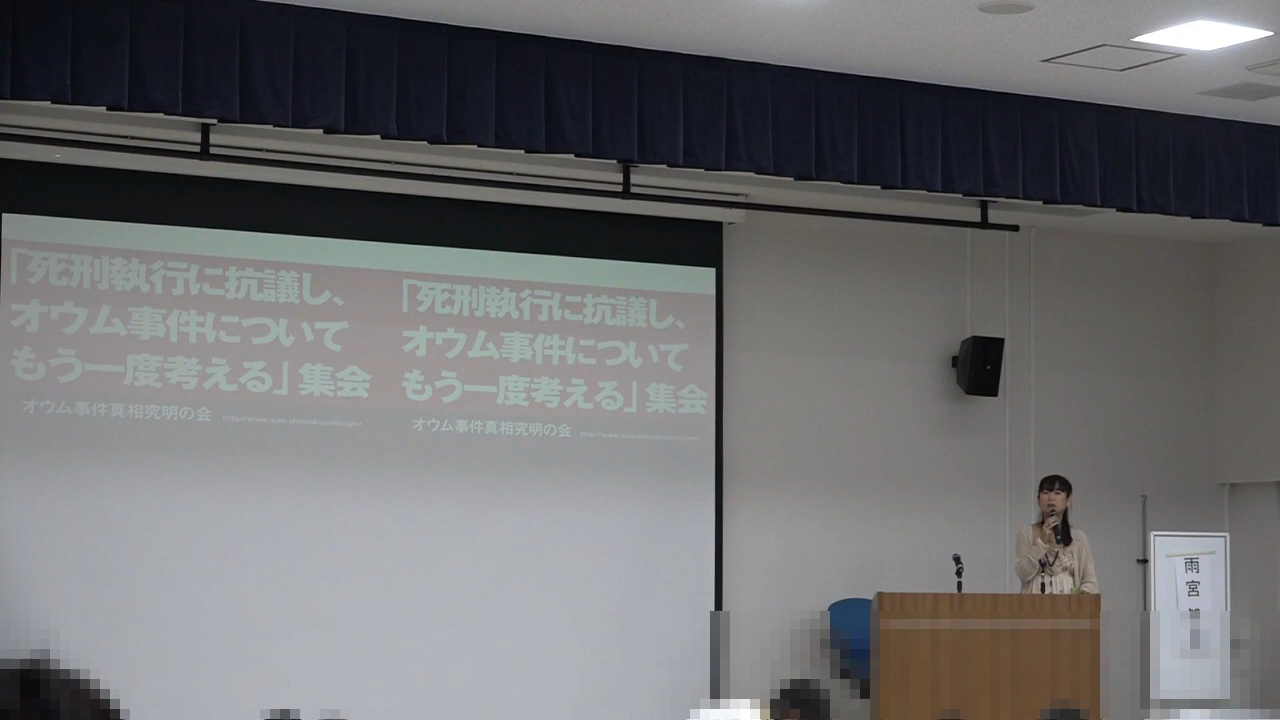 「死刑執行に抗議し、
オウム事件について
もう一度考える」集会
オウム事件真相究明の会
「死刑執行に抗議し、
オウム事件について
もう一度考える」集会
オウム事件真相究明の会
雨宮